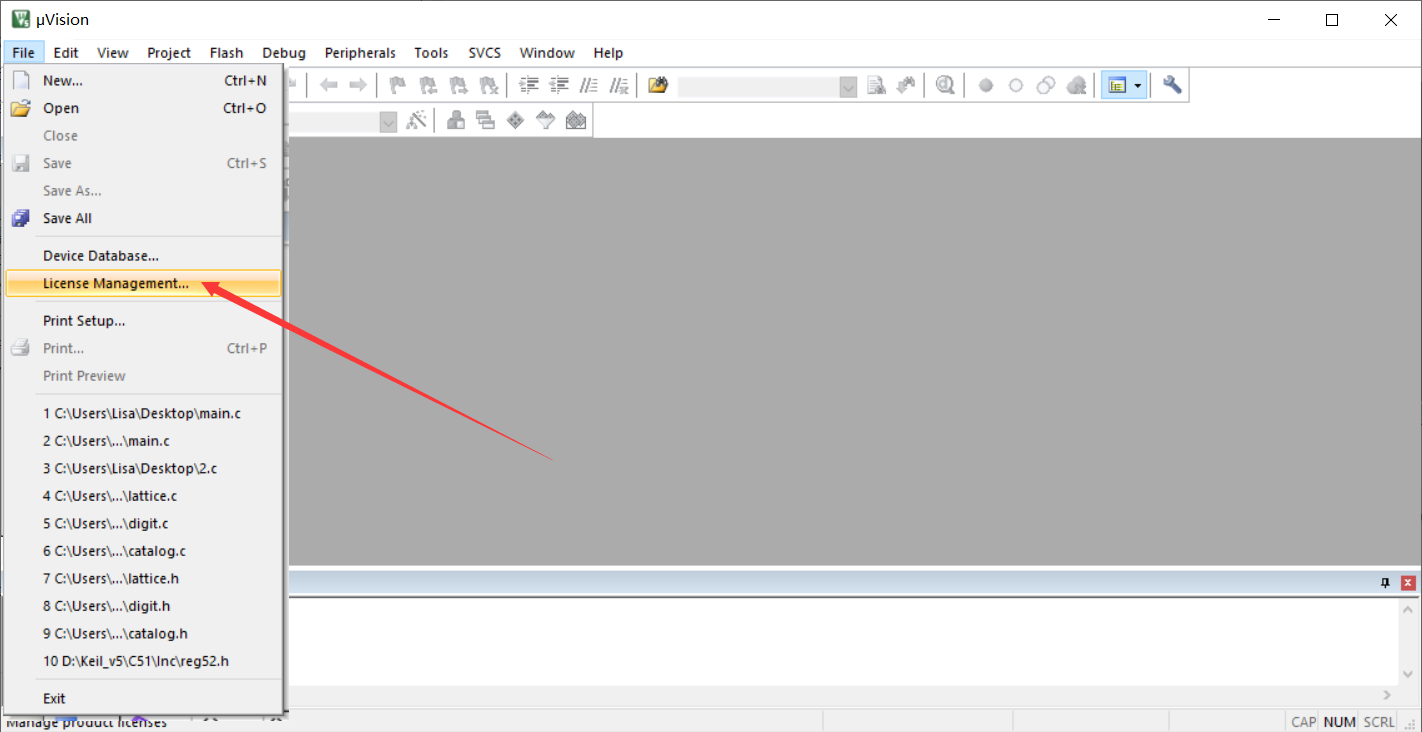 µVision
File Edit View Project Flash Debug Peripherals Tools SVCS Window Help
New... Ctrl+N
Open Ctrl+O
Close
Save Ctrl+S
Save As...
Save All
Device Database...
License Management...
Print Setup...
Print... Ctrl+P
Print Preview
1 C:\Users\Lisa\Desktop\main.c
2 C:\Users\...\main.c
3 C:\Users\Lisa\Desktop\2.c
4 C:\Users\...\lattice.c
5 C:\Users\...\digit.c
6 C:\Users\...\catalog.c
7 C:\Users\...\lattice.h
8 C:\Users\...\digit.h
9 C:\Users\...\catalog.h
10 D:\Keil_v5\C51\Inc\reg52.h
Exit
Manage product licenses
CAP NUM SCRL